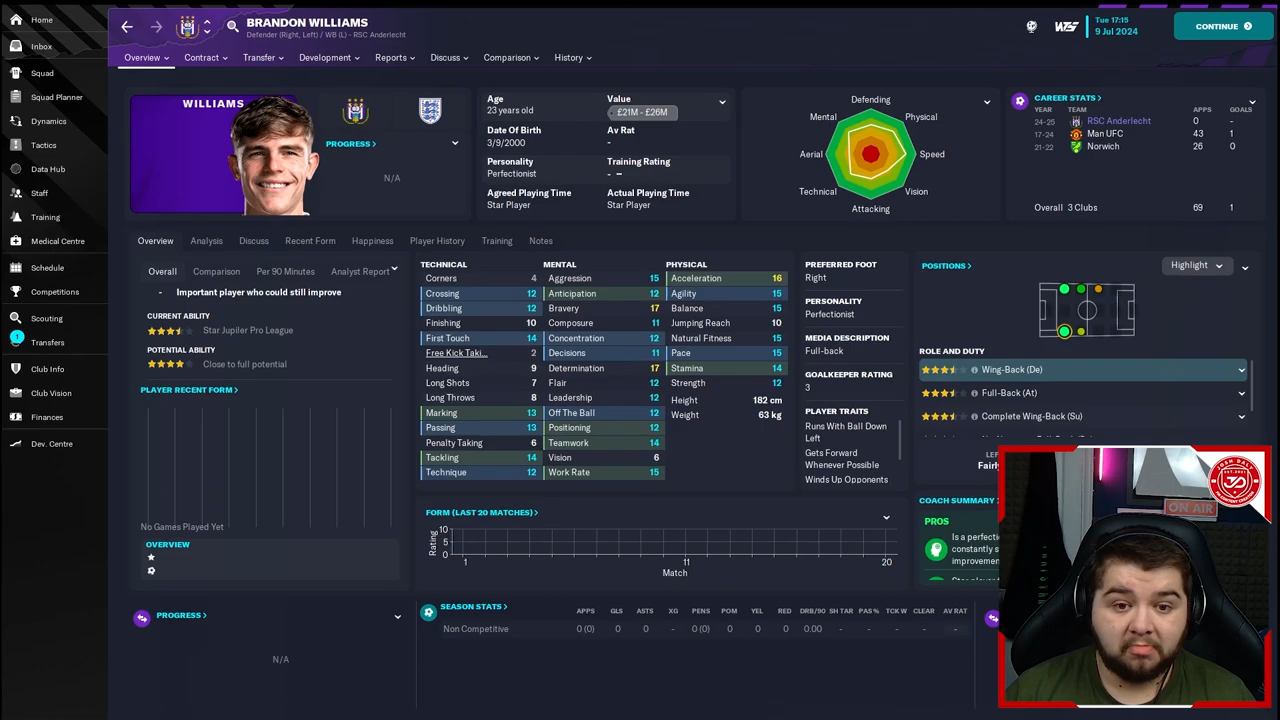 Home
Inbox
Squad
Squad Planner
Dynamics
Tactics
Data Hub
Staff
Training
Medical Centre
Schedule
Competitions
Scouting
1
Transfers
Club Info
Club Vision
Finances
Dev. Centre
BRANDON WILLIAMS
Defender (Right, Left) / WB (L) - RSC Anderlecht
Tue 17:15
9 Jul 2024
CONTINUE
Overview Contract Transfer Development Reports Discuss Comparison History
WILLIAMS
PROGRESS >
N/A
Age
23 years old
Date Of Birth
3/9/2000
Personality
Perfectionist
Agreed Playing Time
Star Player
Value
£21M - £26M
Av Rat
-
Training Rating
- -
Actual Playing Time
Star Player
Defending
Mental Physical
Aerial Speed
Technical Vision
Attacking
CAREER STATS >
YEAR TEAM APPS GOALS
24-25 RSC Anderlecht 0 -
17-24 Man UFC 43 1
21-22 Norwich 26 0
Overall 3 Clubs 69 1
Overview Analysis Discuss Recent Form Happiness Player History Training Notes
Overall Comparison Per 90 Minutes Analyst Report
- Important player who could still improve
CURRENT ABILITY
Star Jupiler Pro League
POTENTIAL ABILITY
Close to full potential
PLAYER RECENT FORM >
No Games Played Yet
OVERVIEW
TECHNICAL
Corners 4
Crossing 12
Dribbling 12
Finishing 10
First Touch 14
Free Kick Taki... 2
Heading 9
Long Shots 7
Long Throws 8
Marking 13
Passing 13
Penalty Taking 6
Tackling 14
Technique 12
MENTAL
Aggression 15
Anticipation 12
Bravery 17
Composure 11
Concentration 12
Decisions 11
Determination 17
Flair 12
Leadership 12
Off The Ball 12
Positioning 12
Teamwork 14
Vision 6
Work Rate 15
PHYSICAL
Acceleration 16
Agility 15
Balance 15
Jumping Reach 10
Natural Fitness 15
Pace 15
Stamina 14
Strength 12
Height 182 cm
Weight 63 kg
PREFERRED FOOT
Right
PERSONALITY
Perfectionist
MEDIA DESCRIPTION
Full-back
GOALKEEPER RATING
3
PLAYER TRAITS
Runs With Ball Down
Left
Gets Forward
Whenever Possible
Winds Up Opponents
POSITIONS >
Highlight
ROLE AND DUTY
Wing-Back (De)
Full-Back (At)
Complete Wing-Back (Su)
Fairly
COACH SUMMARY
PROS
Is a perfectio
constantly s
improvemen
FORM (LAST 20 MATCHES) >
Rating
10
5
0
1 11 20
Match
PROGRESS >
N/A
SEASON STATS >
APPS GLS ASTS XG PENS POM YEL RED DRB/90 SH TAR PAS % TCK W CLEAR AV RAT
Non Competitive 0 (0) 0 0 - 0 (0) 0 0 0 0.00 - - - - -
JOSH DALY
JD
ON AIR